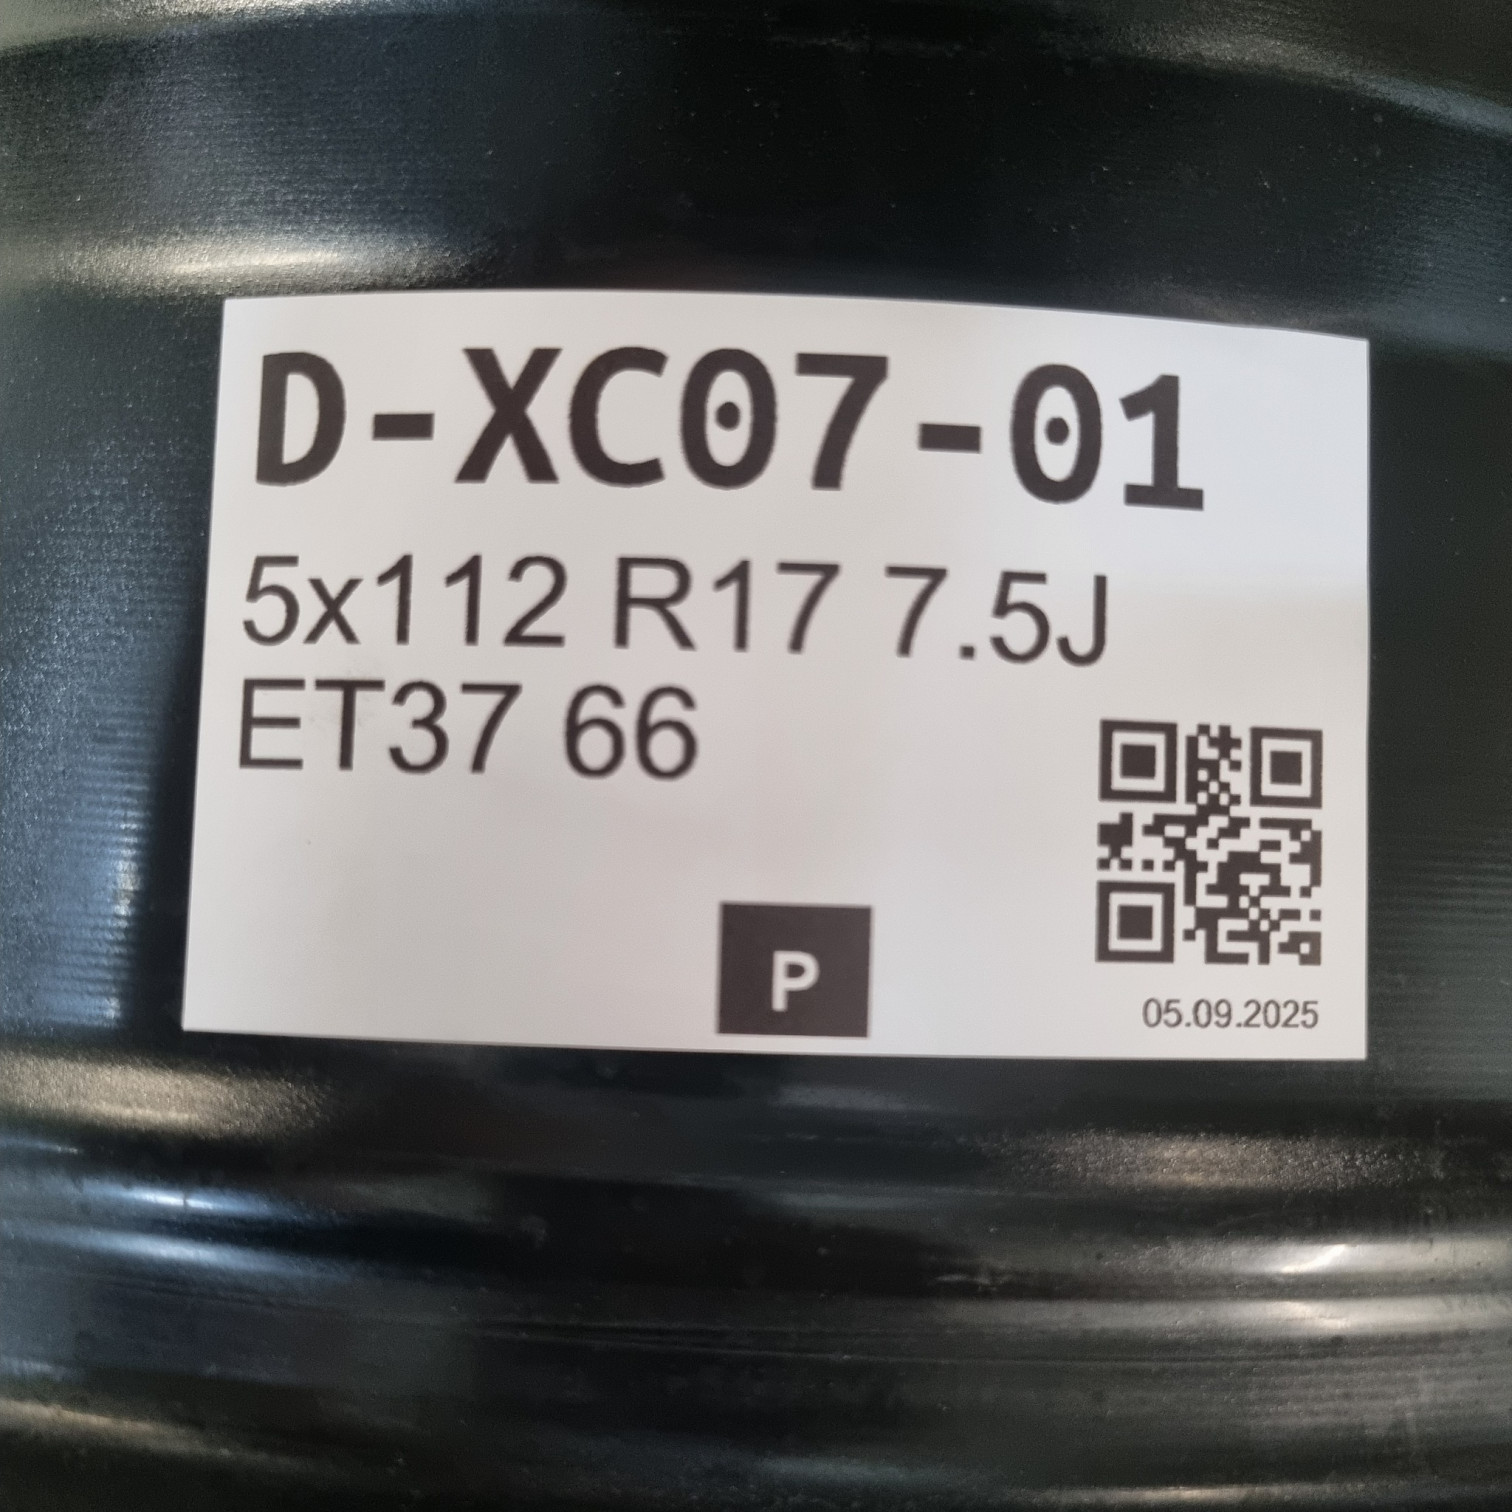 D-XC07-01
5x112 R17 7.5J
ET37 66
P
05.09.2025